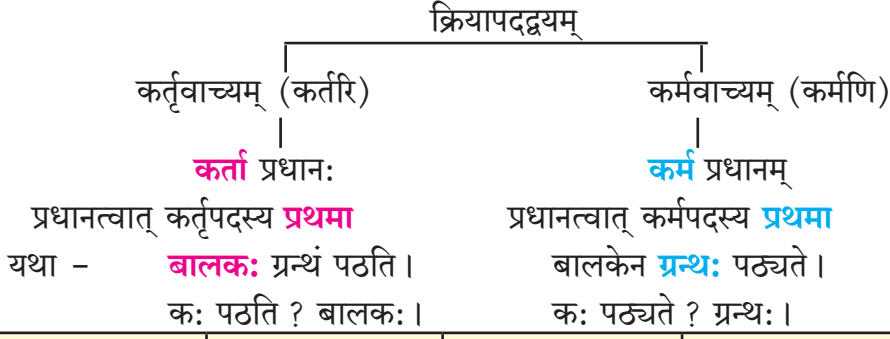 क्रियापदद्वयम्
कर्तृवाच्यम् (कर्तरि) कर्मवाच्यम् (कर्मणि)
कर्ता प्रधान: कर्म प्रधानम्
प्रधानत्वात् कर्तृपदस्य प्रथमा प्रधानत्वात् कर्मपदस्य प्रथमा
यथा – बालक: ग्रन्थं पठति । बालकेन ग्रन्थ: पठ्यते ।
क: पठति ? बालक: । क: पठ्यते ? ग्रन्थ: ।